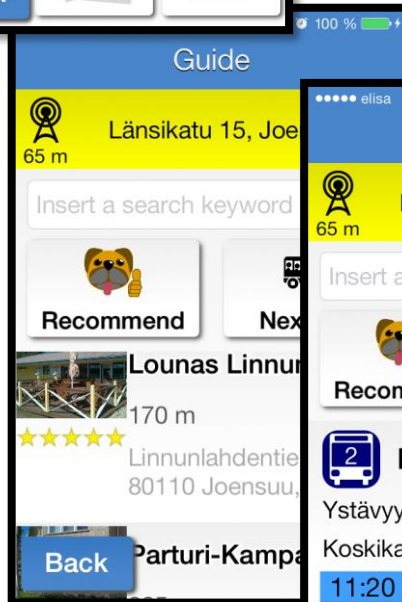 100 %
Guide
elisa
65 m
Länsikatu 15, Joe
65 m
Insert a search keyword
Insert a
Recommend
Nex
Recom
Lounas Linnu
170 m
Linnunlahdentie
80110 Joensuu,
2
Ystävyy
Koskika
Back
Parturi-Kampa
11:20